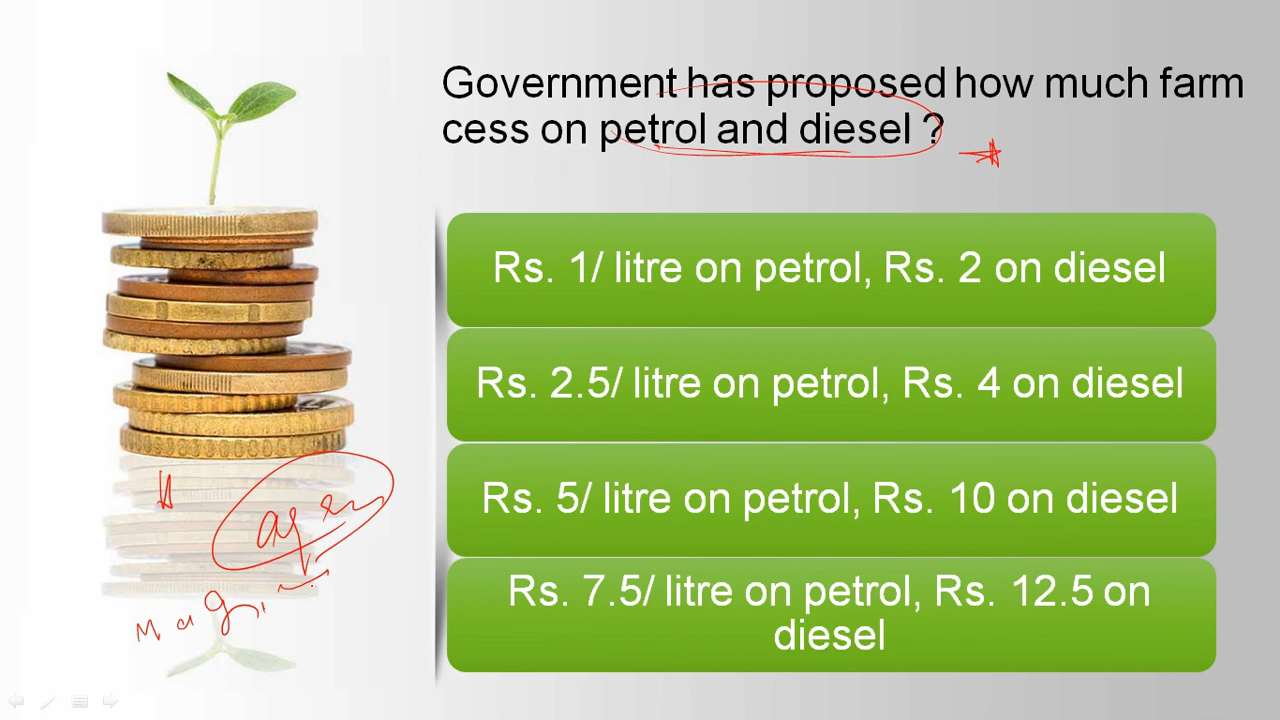 Government has proposed how much farm
cess on petrol and diesel ?
Rs. 1/ litre on petrol, Rs. 2 on diesel
Rs. 2.5/ litre on petrol, Rs. 4 on diesel
Rs. 5/ litre on petrol, Rs. 10 on diesel
Rs. 7.5/ litre on petrol, Rs. 12.5 on
diesel